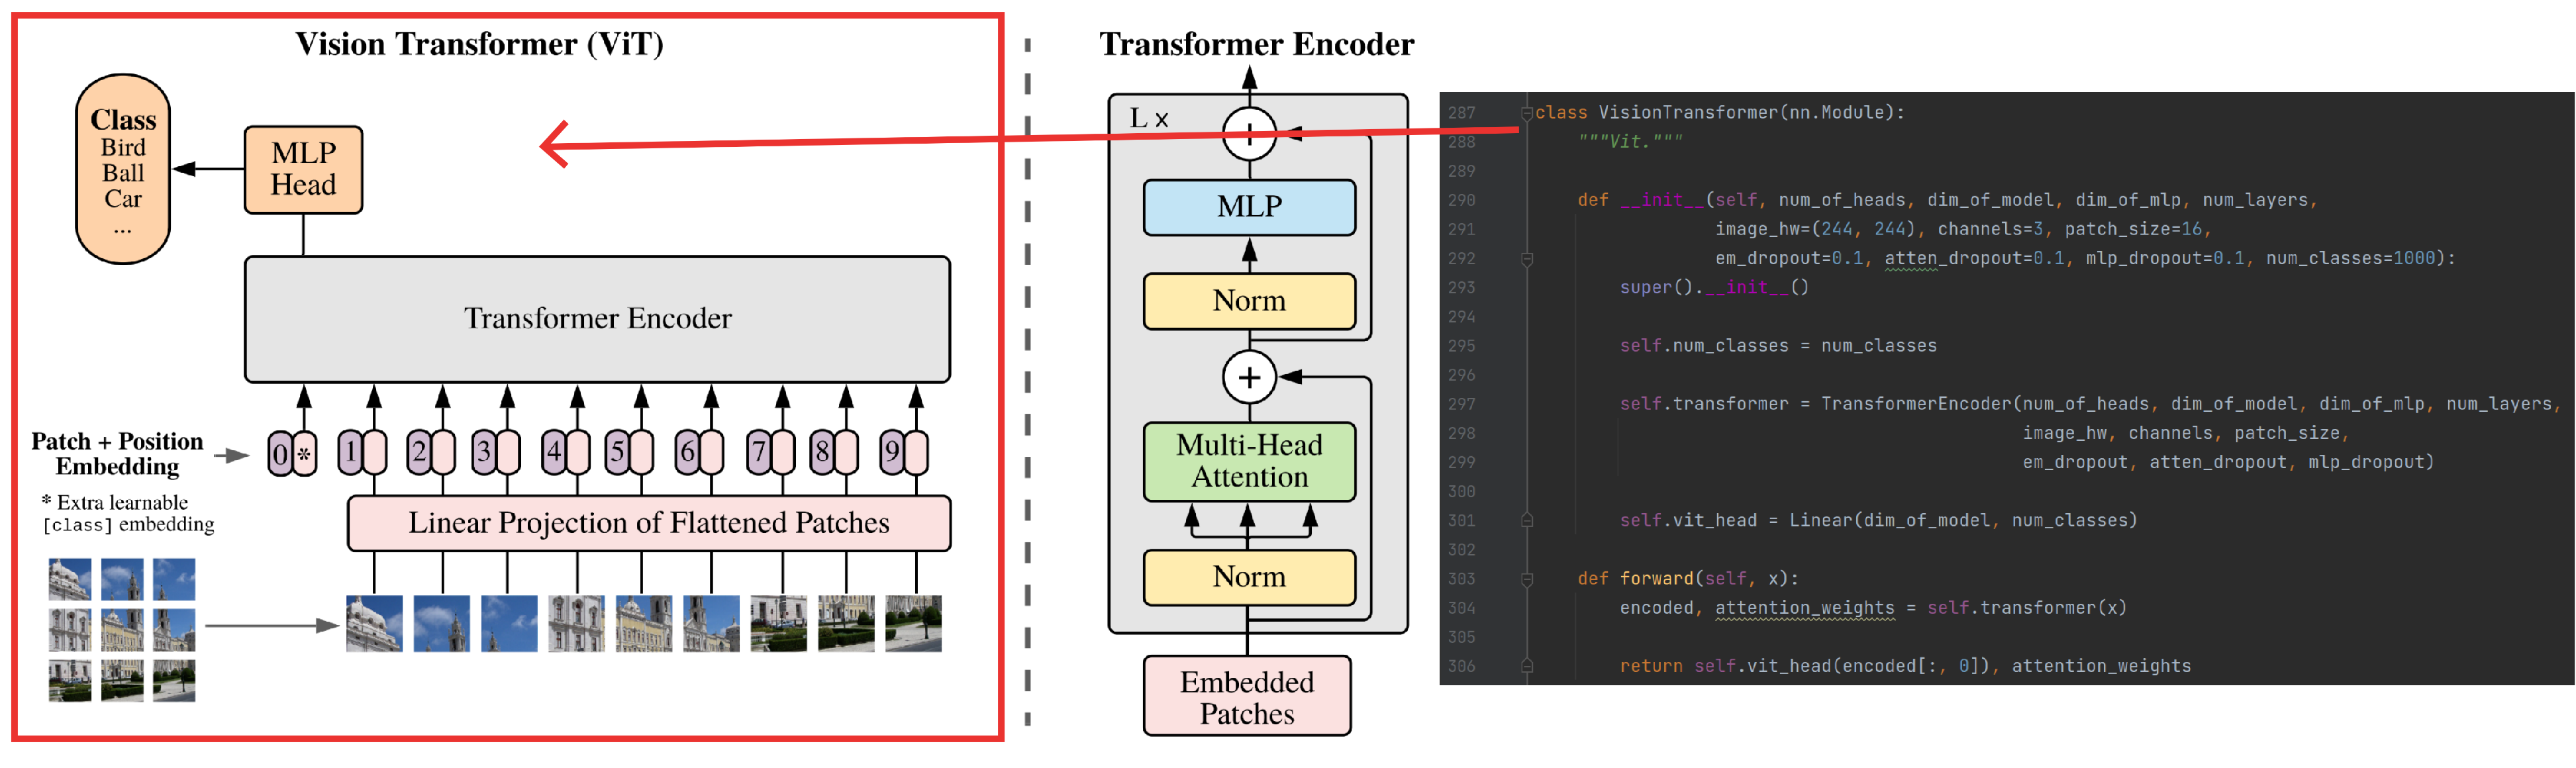 Vision Transformer (ViT)
Class
Bird
Ball
Car
...
MLP
Head
Transformer Encoder
Patch + Position
Embedding
0 * 1 2 3 4 5 6 7 8 9
* Extra learnable
[class] embedding
Linear Projection of Flattened Patches
Transformer Encoder
L x
+
MLP
Norm
+
Multi-Head
Attention
Norm
Embedded
Patches
287 class VisionTransformer(nn.Module):
288 """Vit."""
289
290 def __init__(self, num_of_heads, dim_of_model, dim_of_mlp, num_layers,
291 image_hw=(244, 244), channels=3, patch_size=16,
292 em_dropout=0.1, atten_dropout=0.1, mlp_dropout=0.1, num_classes=1000):
293 super().__init__()
294
295 self.num_classes = num_classes
296
297 self.transformer = TransformerEncoder(num_of_heads, dim_of_model, dim_of_mlp, num_layers,
298 image_hw, channels, patch_size,
299 em_dropout, atten_dropout, mlp_dropout)
300
301 self.vit_head = Linear(dim_of_model, num_classes)
302
303 def forward(self, x):
304 encoded, attention_weights = self.transformer(x)
305
306 return self.vit_head(encoded[:, 0]), attention_weights